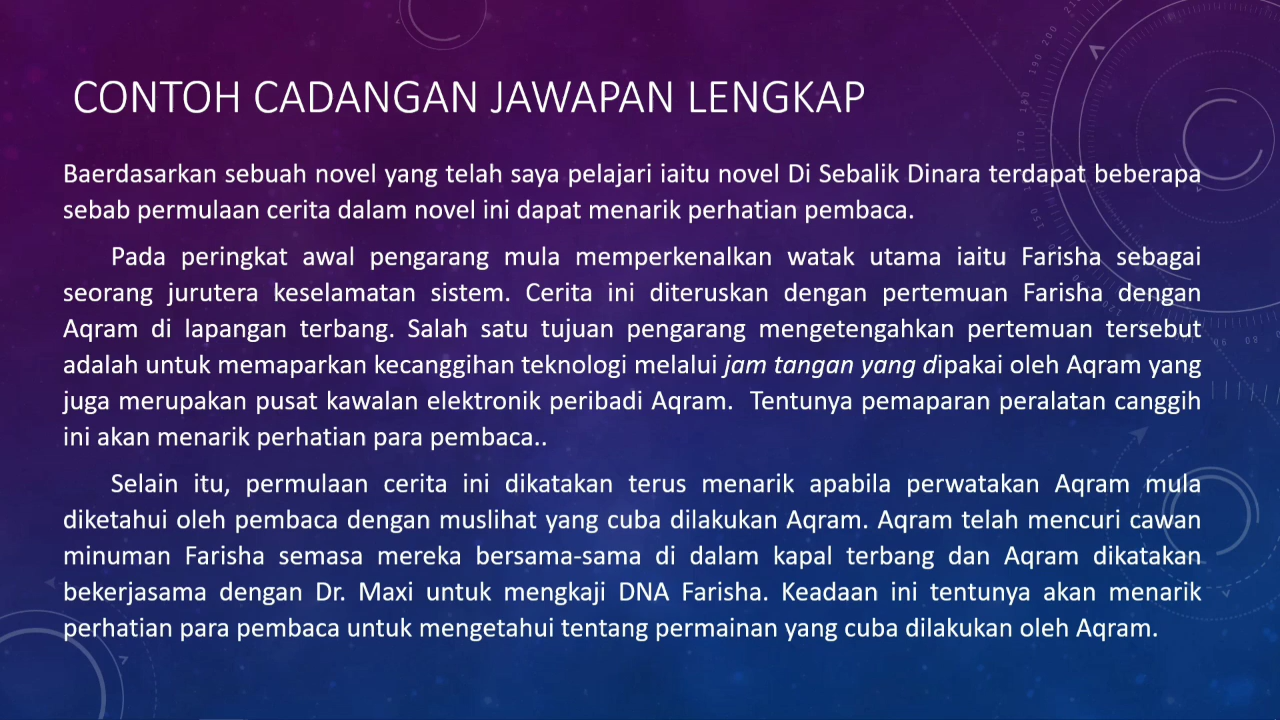 CONTOH CADANGAN JAWAPAN LENGKAP
Baerdasarkan sebuah novel yang telah saya pelajari iaitu novel Di Sebalik Dinara terdapat beberapa
sebab permulaan cerita dalam novel ini dapat menarik perhatian pembaca.
Pada peringkat awal pengarang mula memperkenalkan watak utama iaitu Farisha sebagai
seorang jurutera keselamatan sistem. Cerita ini diteruskan dengan pertemuan Farisha dengan
Aqram di lapangan terbang. Salah satu tujuan pengarang mengetengahkan pertemuan tersebut
adalah untuk memaparkan kecanggihan teknologi melalui jam tangan yang dipakai oleh Aqram yang
juga merupakan pusat kawalan elektronik peribadi Aqram.  Tentunya pemaparan peralatan canggih
ini akan menarik perhatian para pembaca..
Selain itu, permulaan cerita ini dikatakan terus menarik apabila perwatakan Aqram mula
diketahui oleh pembaca dengan muslihat yang cuba dilakukan Aqram. Aqram telah mencuri cawan
minuman Farisha semasa mereka bersama-sama di dalam kapal terbang dan Aqram dikatakan
bekerjasama dengan Dr. Maxi untuk mengkaji DNA Farisha. Keadaan ini tentunya akan menarik
perhatian para pembaca untuk mengetahui tentang permainan yang cuba dilakukan oleh Aqram.